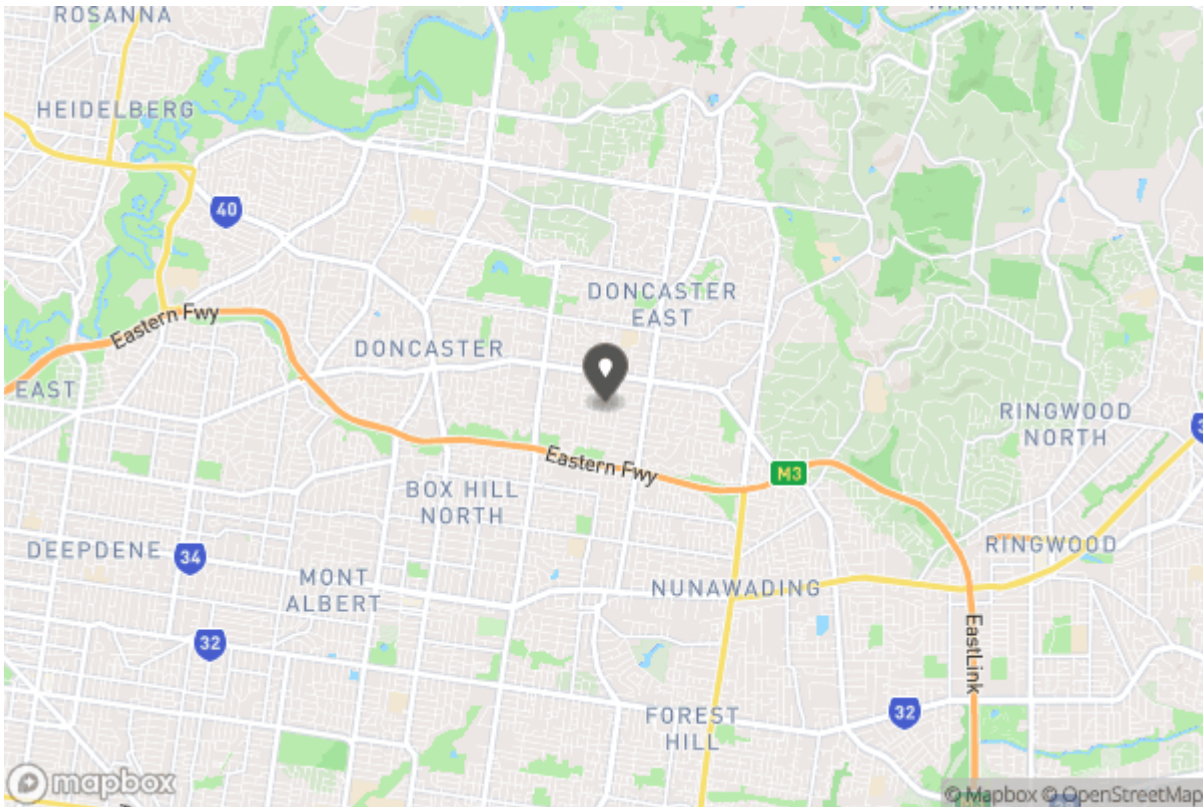 ROSANNA
HEIDELBERG
40
DONCASTER
EAST
Eastern Fwy
DONCASTER
EAST
RINGWOOD
NORTH
Eastern Fwy
M3
BOX HILL
NORTH
DEEPDENE
34
RINGWOOD
MONT
ALBERT
NUNAWADING
32
EastLink
FOREST
HILL
32
mapbox
© Mapbox © OpenStreetMap